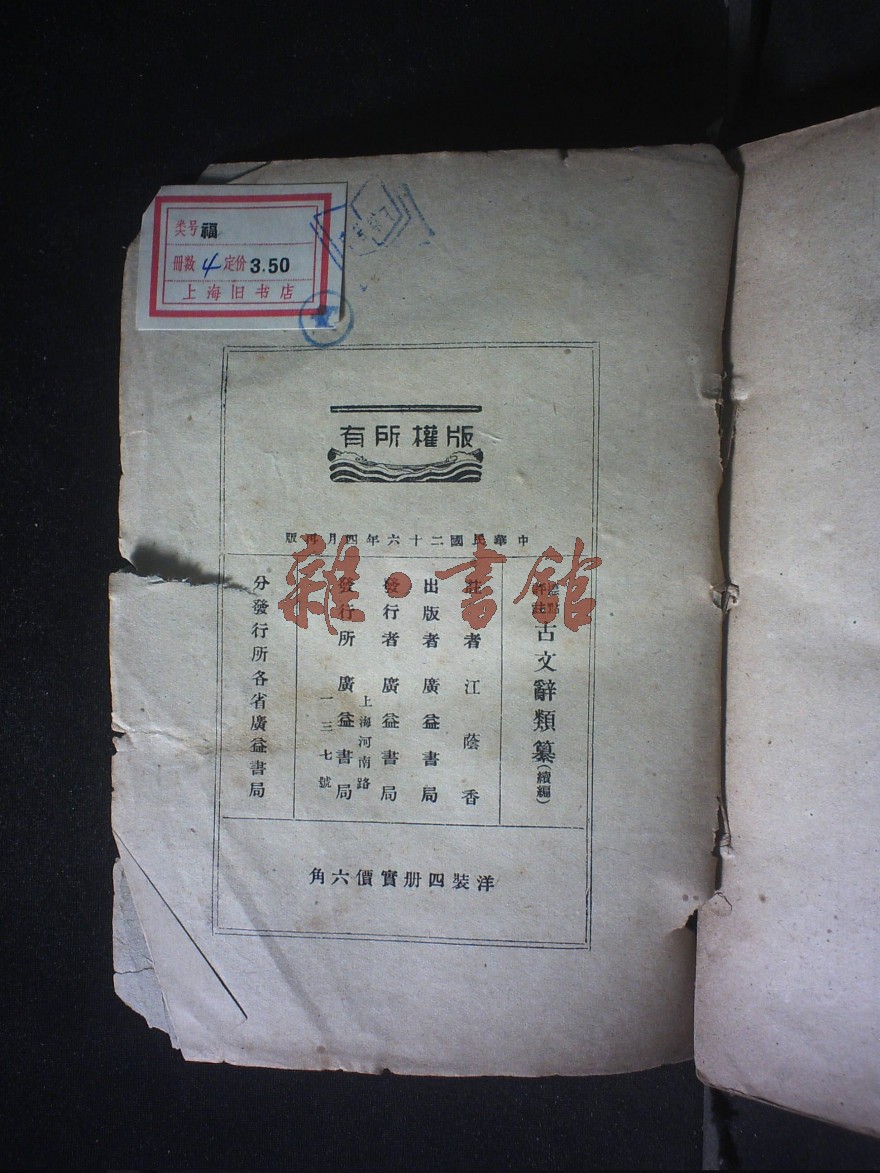 类号 福
册数 4 定价 3.50
上海旧书店
版權所有
中華民國二十六年四月再版
評註
古文辭類纂(續編)
註者 江蔭香
出版者 廣益書局
發行者 廣益書局
上海河南路
一三七號
發行所 廣益書局
分發行所各省廣益書局
洋裝四册實價六角
雜·書館